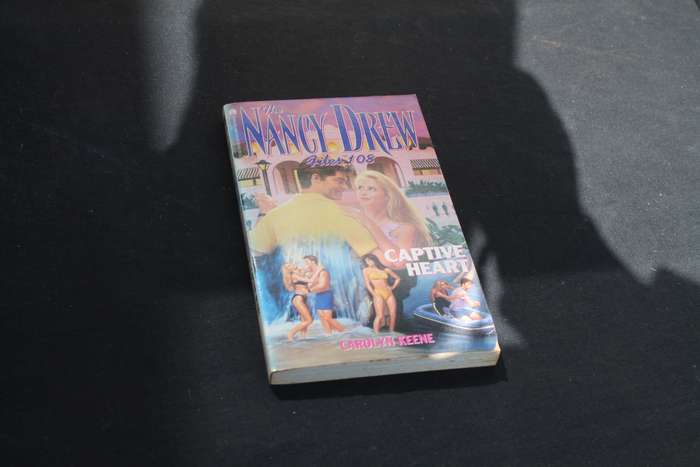 The
NANCY DREW
Files 108
CAPTIVE
HEART
CAROLYN KEENE